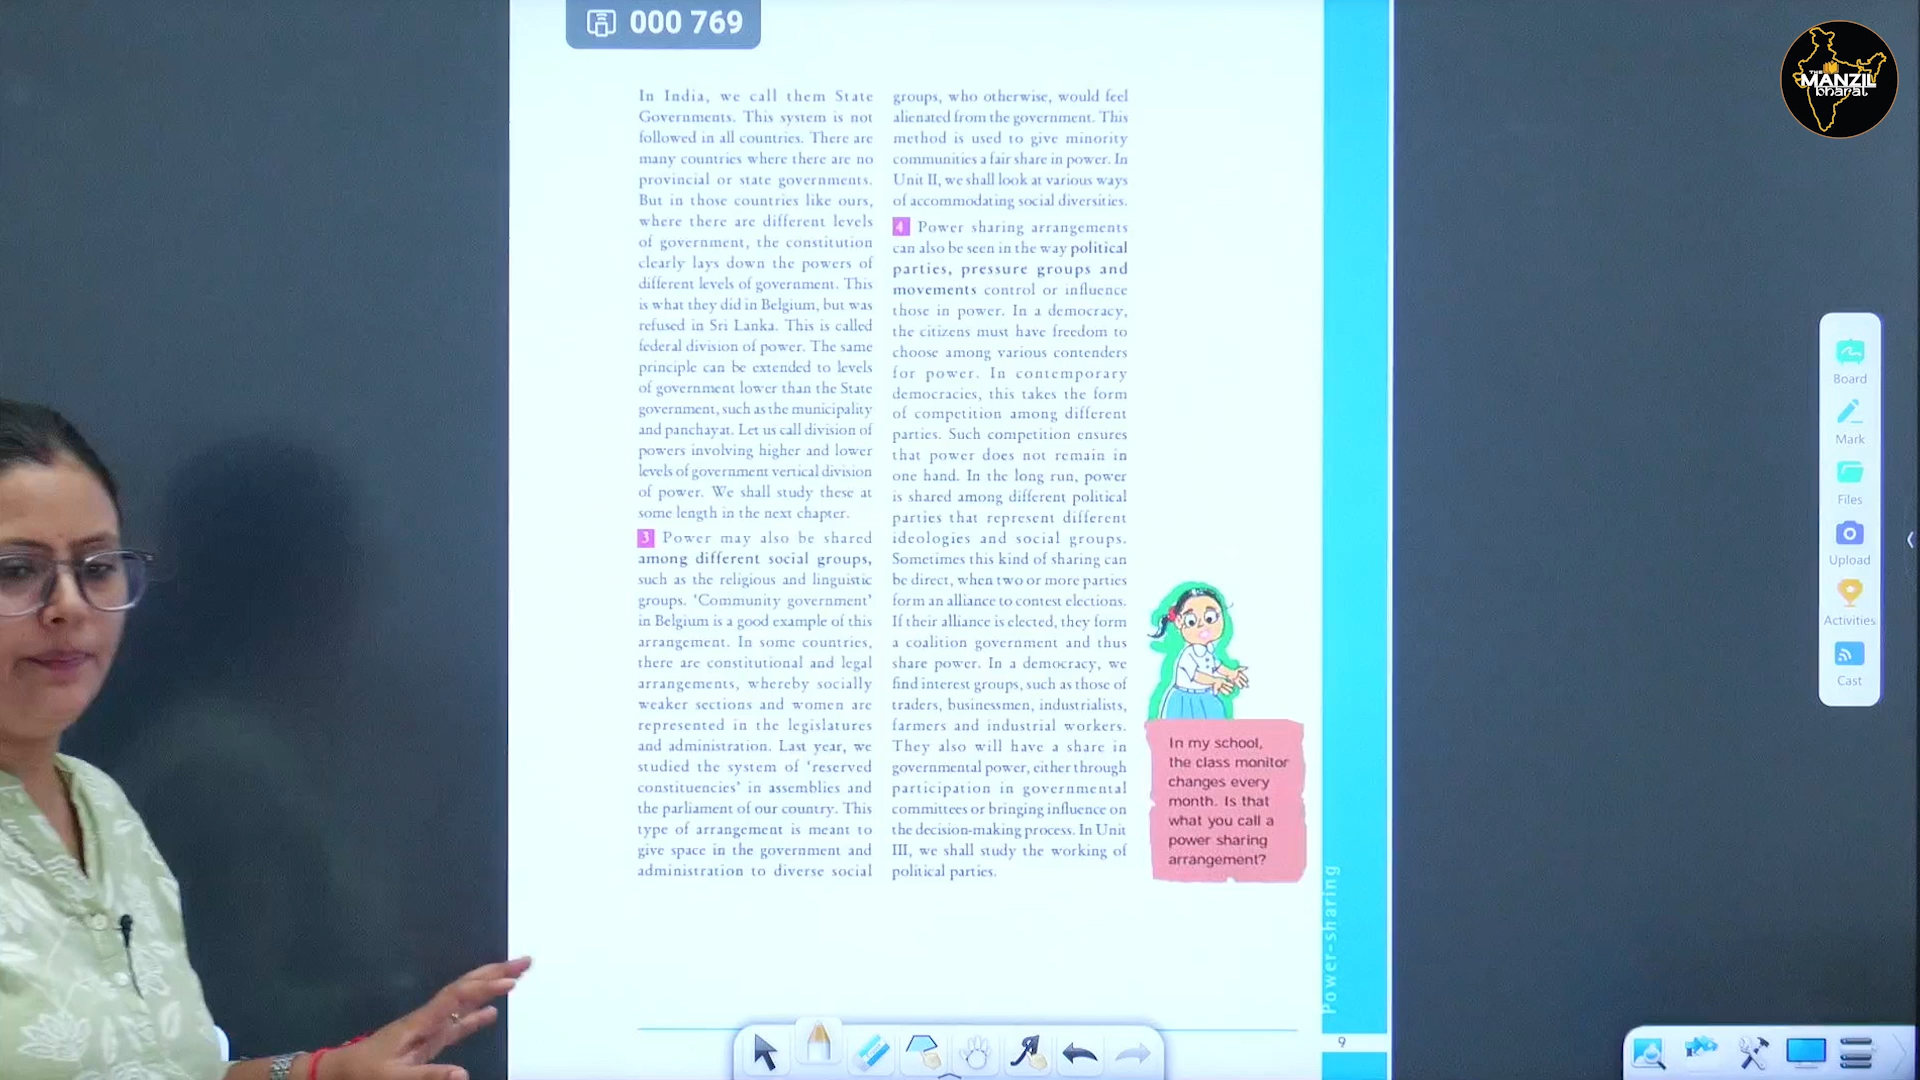 000 769
THE
MANZIL
bharat
In India, we call them State
Governments. This system is not
followed in all countries. There are
many countries where there are no
provincial or state governments.
But in those countries like ours,
where there are different levels
of government, the constitution
clearly lays down the powers of
different levels of government. This
is what they did in Belgium, but was
refused in Sri Lanka. This is called
federal division of power. The same
principle can be extended to levels
of government lower than the State
government, such as the municipality
and panchayat. Let us call division of
powers involving higher and lower
levels of government vertical division
of power. We shall study these at
some length in the next chapter.
3 Power may also be shared
among different social groups,
such as the religious and linguistic
groups. ‘Community government’
in Belgium is a good example of this
arrangement. In some countries,
there are constitutional and legal
arrangements, whereby socially
weaker sections and women are
represented in the legislatures
and administration. Last year, we
studied the system of ‘reserved
constituencies’ in assemblies and
the parliament of our country. This
type of arrangement is meant to
give space in the government and
administration to diverse social
groups, who otherwise, would feel
alienated from the government. This
method is used to give minority
communities a fair share in power. In
Unit II, we shall look at various ways
of accommodating social diversities.
4 Power sharing arrangements
can also be seen in the way political
parties, pressure groups and
movements control or influence
those in power. In a democracy,
the citizens must have freedom to
choose among various contenders
for power. In contemporary
democracies, this takes the form
of competition among different
parties. Such competition ensures
that power does not remain in
one hand. In the long run, power
is shared among different political
parties that represent different
ideologies and social groups.
Sometimes this kind of sharing can
be direct, when two or more parties
form an alliance to contest elections.
If their alliance is elected, they form
a coalition government and thus
share power. In a democracy, we
find interest groups, such as those of
traders, businessmen, industrialists,
farmers and industrial workers.
They also will have a share in
governmental power, either through
participation in governmental
committees or bringing influence on
the decision-making process. In Unit
III, we shall study the working of
political parties.
In my school,
the class monitor
changes every
month. Is that
what you call a
power sharing
arrangement?
Power-sharing
9
Board
Mark
Files
Upload
Activities
Cast